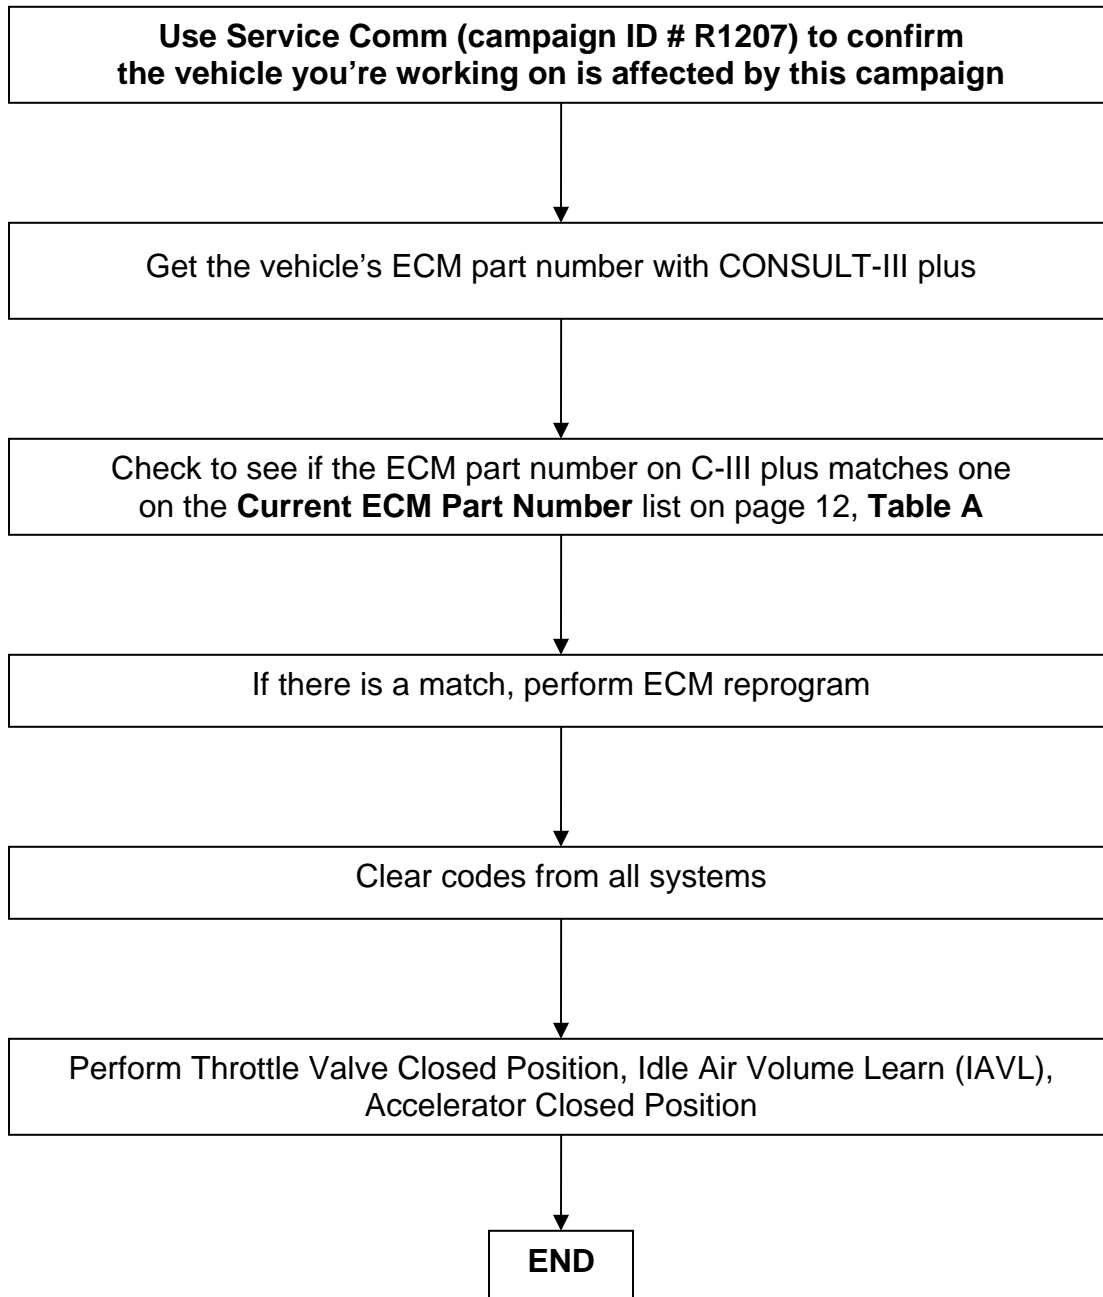 Use Service Comm (campaign ID # R1207) to confirm
the vehicle you’re working on is affected by this campaign
Get the vehicle’s ECM part number with CONSULT-III plus
Check to see if the ECM part number on C-III plus matches one
on the Current ECM Part Number list on page 12, Table A
If there is a match, perform ECM reprogram
Clear codes from all systems
Perform Throttle Valve Closed Position, Idle Air Volume Learn (IAVL),
Accelerator Closed Position
END